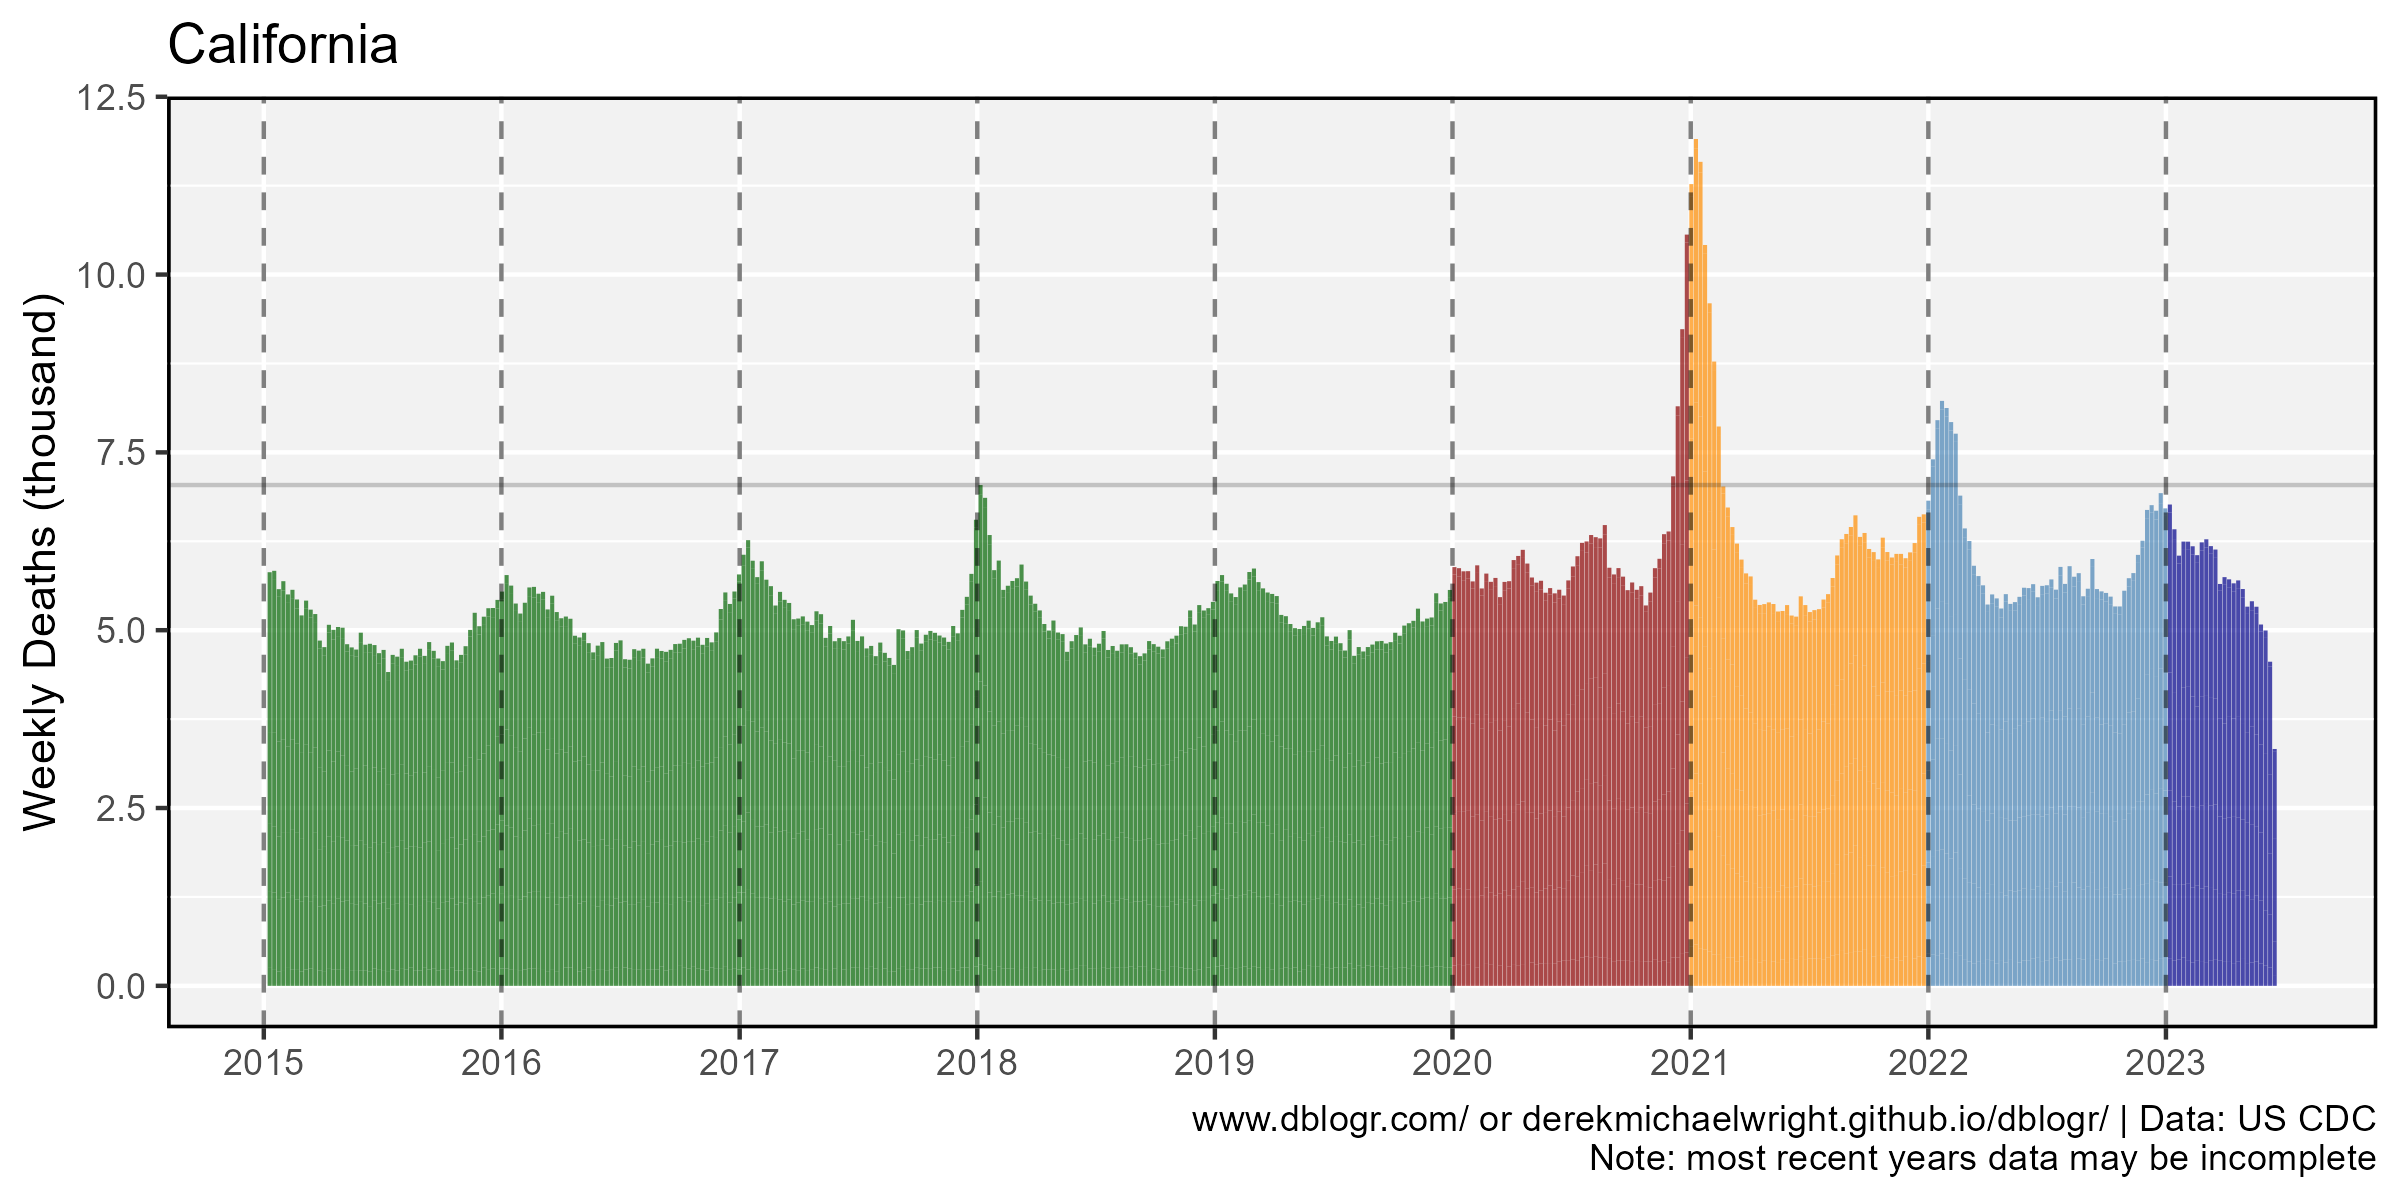 California
Weekly Deaths (thousand)
12.5
10.0
7.5
5.0
2.5
0.0
2015 2016 2017 2018 2019 2020 2021 2022 2023
www.dblogr.com/ or derekmichaelwright.github.io/dblogr/ | Data: US CDC
Note: most recent years data may be incomplete